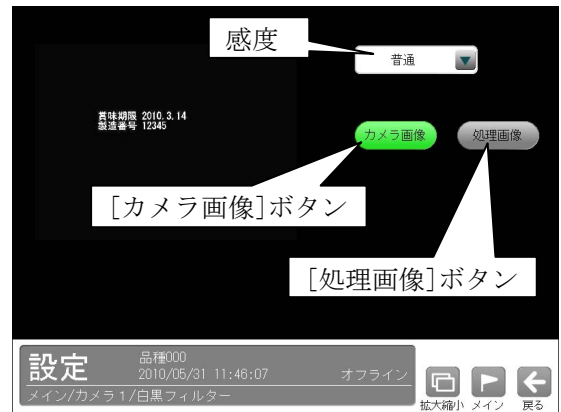 感度
普通
賞味期限 2010.3.14
製造番号 12345
カメラ画像
処理画像
[カメラ画像]ボタン
[処理画像]ボタン
設定
品種000
2010/05/31 11:46:07
オフライン
メイン/カメラ1/白黒フィルター
拡大縮小
メイン
戻る